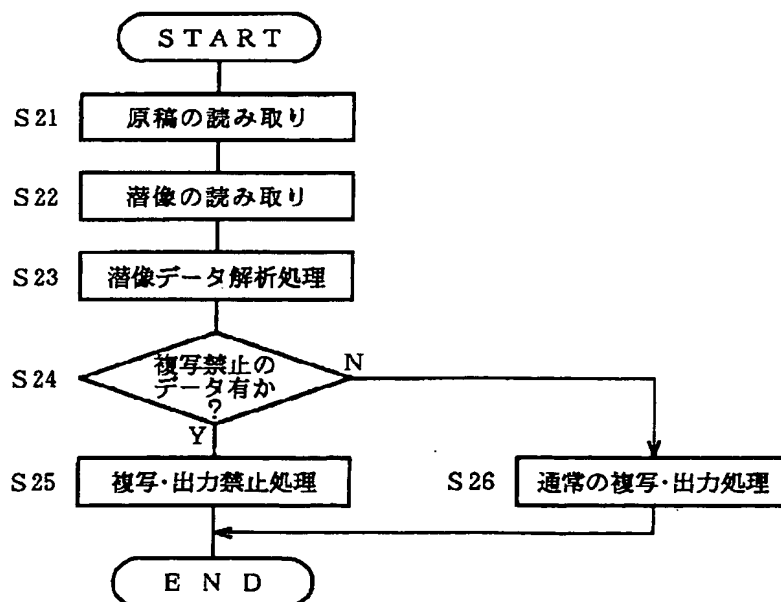 START
S21 原稿の読み取り
S22 潜像の読み取り
S23 潜像データ解析処理
複写禁止の N
S24 データ有か
?
Y
S25 複写・出力禁止処理 S26 通常の複写・出力処理
END